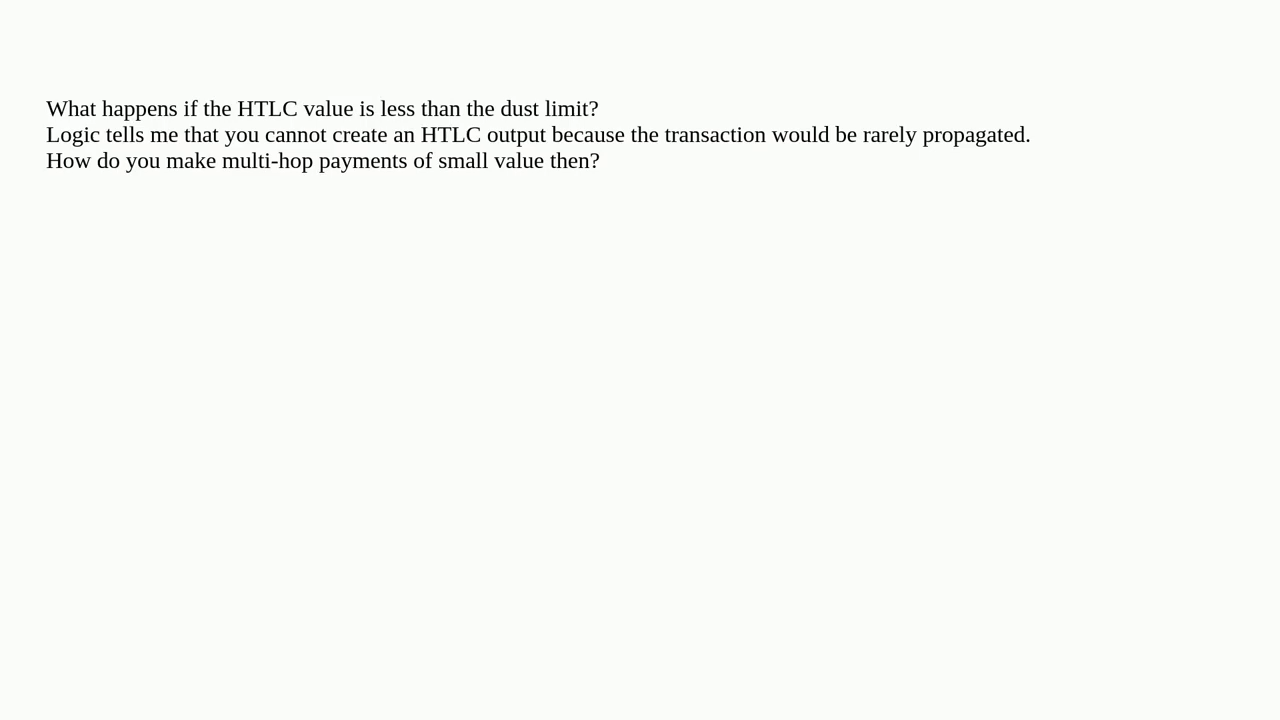 What happens if the HTLC value is less than the dust limit?
Logic tells me that you cannot create an HTLC output because the transaction would be rarely propagated.
How do you make multi-hop payments of small value then?